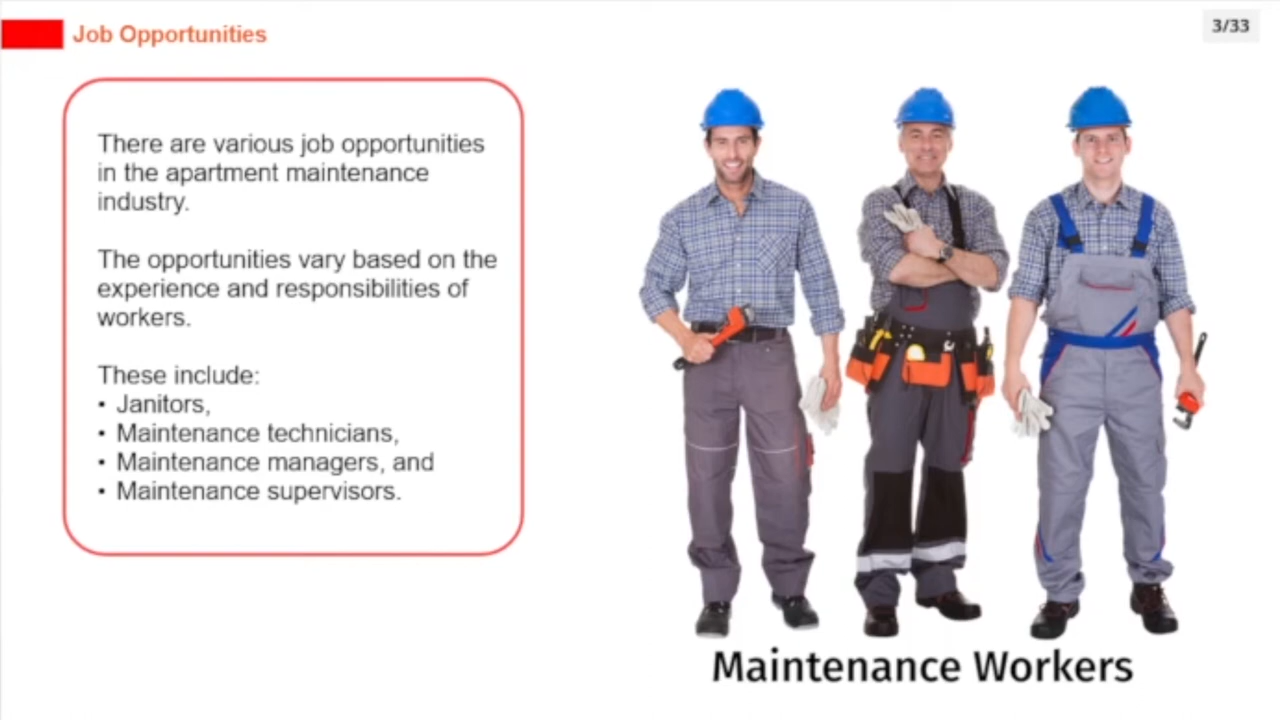 Job Opportunities
3/33
There are various job opportunities
in the apartment maintenance
industry.
The opportunities vary based on the
experience and responsibilities of
workers.
These include:
• Janitors,
• Maintenance technicians,
• Maintenance managers, and
• Maintenance supervisors.
Maintenance Workers